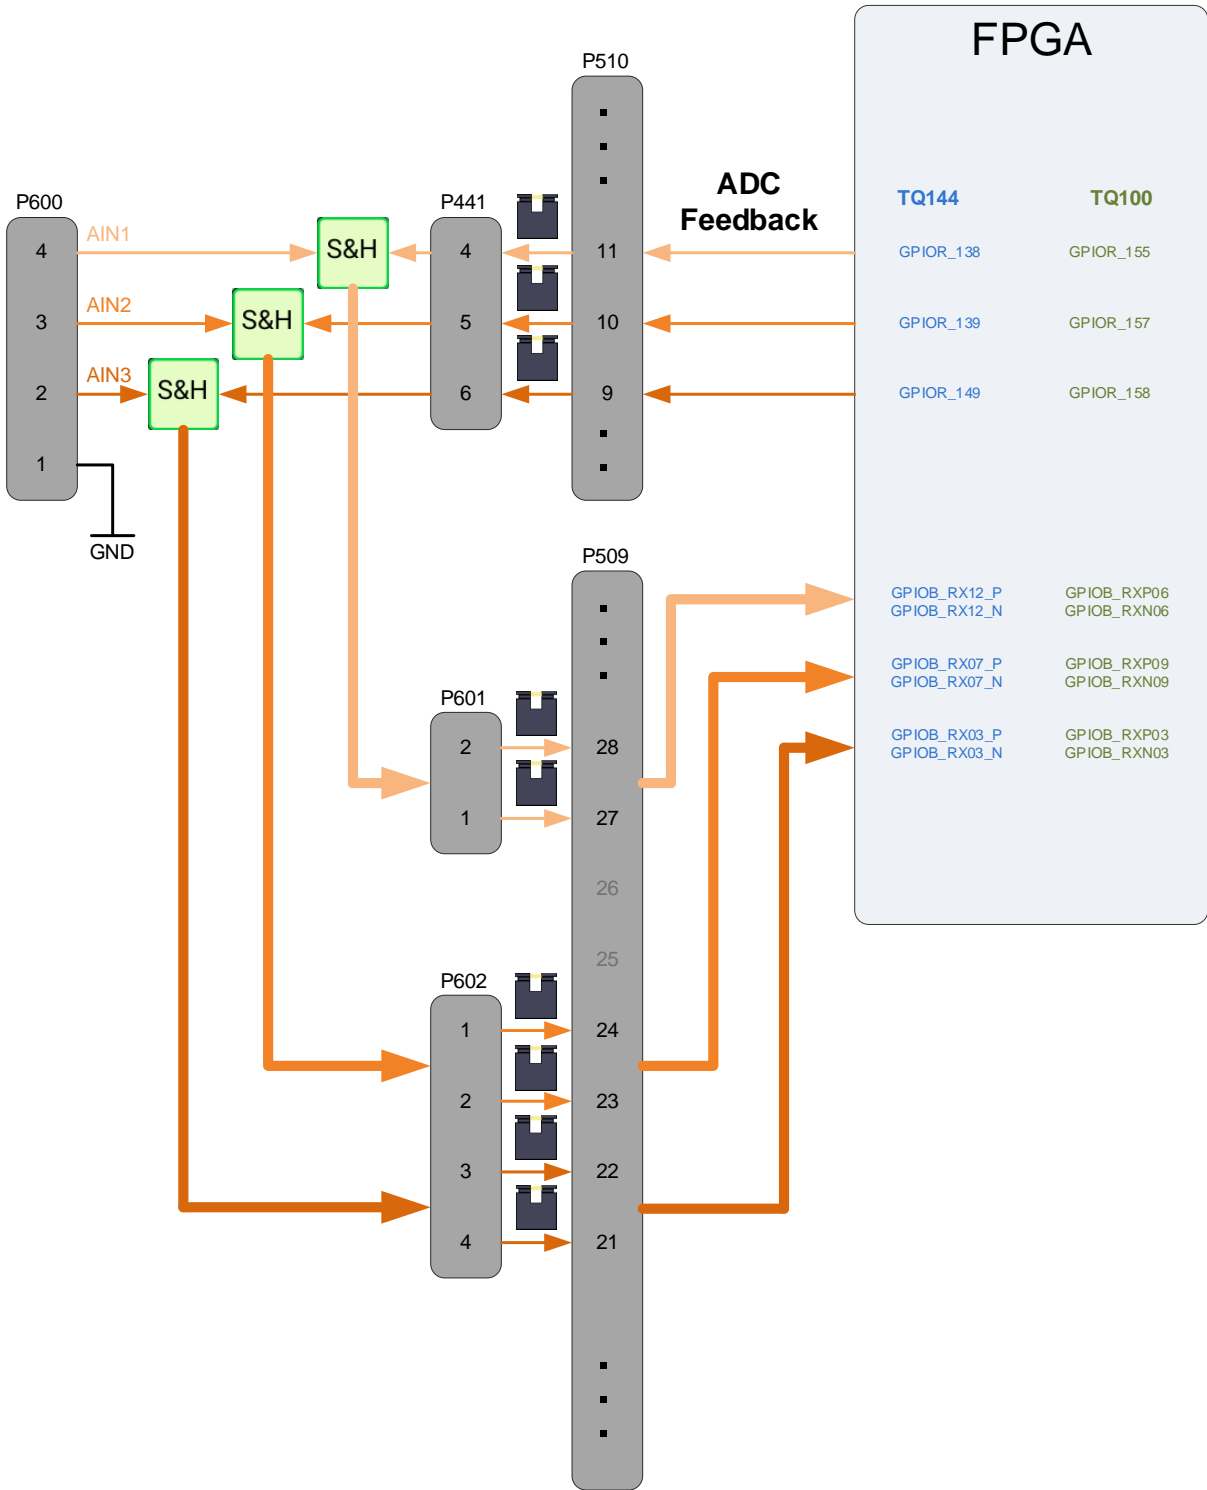 FPGA
P510
ADC
Feedback
TQ144
TQ100
P600
P441
AIN1
4
S&H
4
11
GPIOR_138
GPIOR_155
AIN2
3
S&H
5
10
GPIOR_139
GPIOR_157
AIN3
2
S&H
6
9
GPIOR_149
GPIOR_158
1
GND
P509
GPIOB_RX12_P
GPIOB_RX12_N
GPIOB_RXP06
GPIOB_RXN06
GPIOB_RX07_P
GPIOB_RX07_N
GPIOB_RXP09
GPIOB_RXN09
P601
GPIOB_RX03_P
GPIOB_RX03_N
GPIOB_RXP03
GPIOB_RXN03
2
28
1
27
26
25
P602
1
24
2
23
3
22
4
21